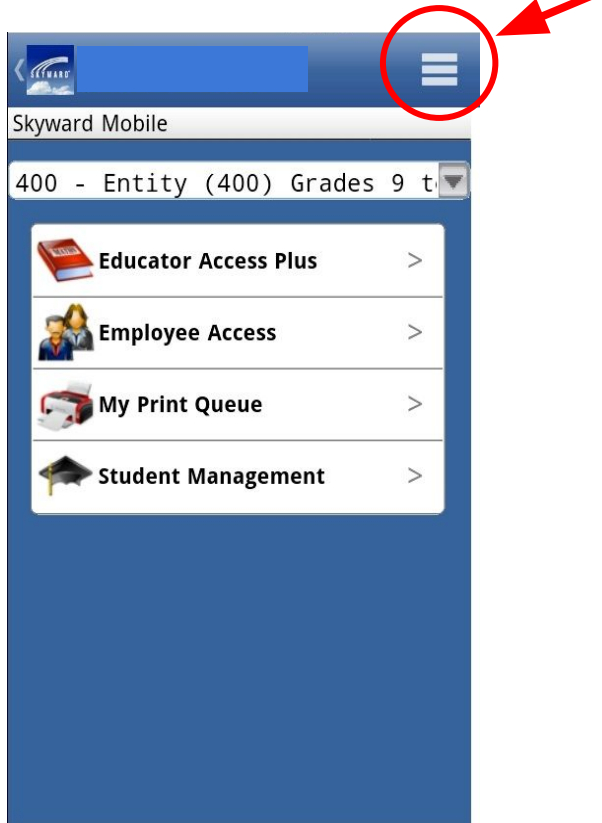 SKYWARD
Skyward Mobile
400 - Entity (400) Grades 9 t
Educator Access Plus >
Employee Access >
My Print Queue >
Student Management >